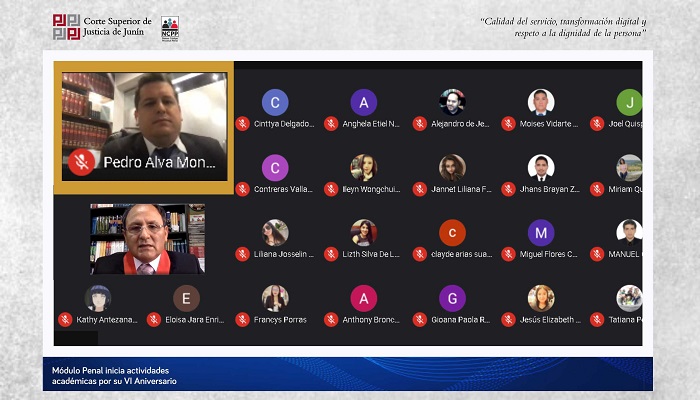 Corte Superior de
Justicia de Junín
NCPP
"Calidad del servicio, transformación digital y
respeto a la dignidad de la persona"
Pedro Alva Mon...
C
Cinttya Delgado...
A
Anghela Etiel N...
Alejandro de Je...
Moises Vidarte ...
J
Joel Quisp
C
Contreras Valla...
Ileyn Wongchui...
Jannet Liliana F...
Jhans Brayan Z...
Miriam Qu
Liliana Josselin ...
Lizth Silva De L...
c
-clayde arias sua...
M
Miguel Flores C...
MANUEL
Kathy Antezana...
E
Eloisa Jara Enri...
Francys Porras
A
Anthony Bronc...
G
Gioana Paola R...
Jesús Elizabeth ...
Tatiana P
Módulo Penal inicia actividades
académicas por su VI Aniversario